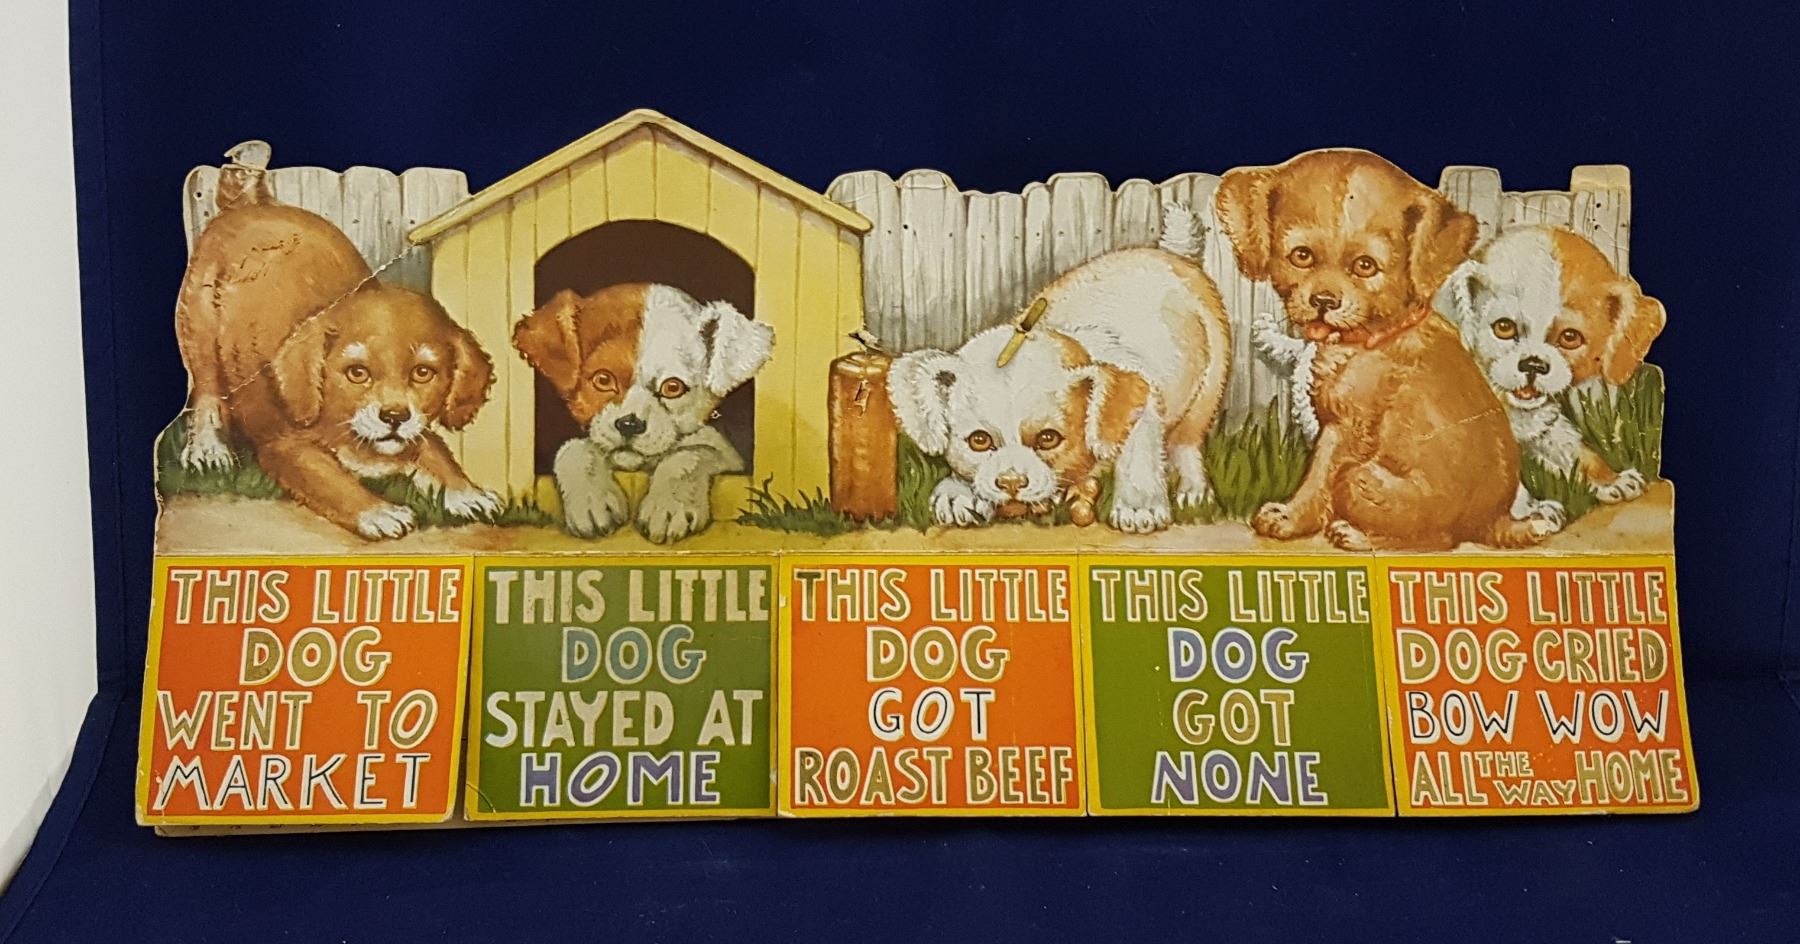 THIS LITTLE
DOG
WENT TO
MARKET
THIS LITTLE
DOG
STAYED AT
HOME
THIS LITTLE
DOG
GOT
ROAST BEEF
THIS LITTLE
DOG
GOT
NONE
THIS LITTLE
DOG CRIED
BOW WOW
ALL THE WAY HOME